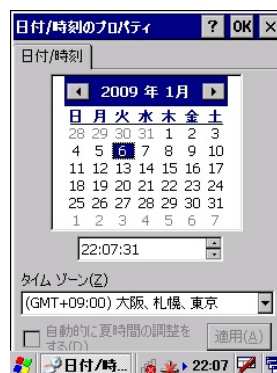 日付/時刻のプロパティ ? OK ×
日付/時刻
2009 年 1月
日 月 火 水 木 金 土
28 29 30 31 1 2 3
4 5 6 7 8 9 10
11 12 13 14 15 16 17
18 19 20 21 22 23 24
25 26 27 28 29 30 31
1 2 3 4 5 6 7
22:07:31
タイム ゾーン(Z)
(GMT+09:00) 大阪、札幌、東京
自動的に夏時間の調整を
する(D)
適用(A)
日付/時... 22:07